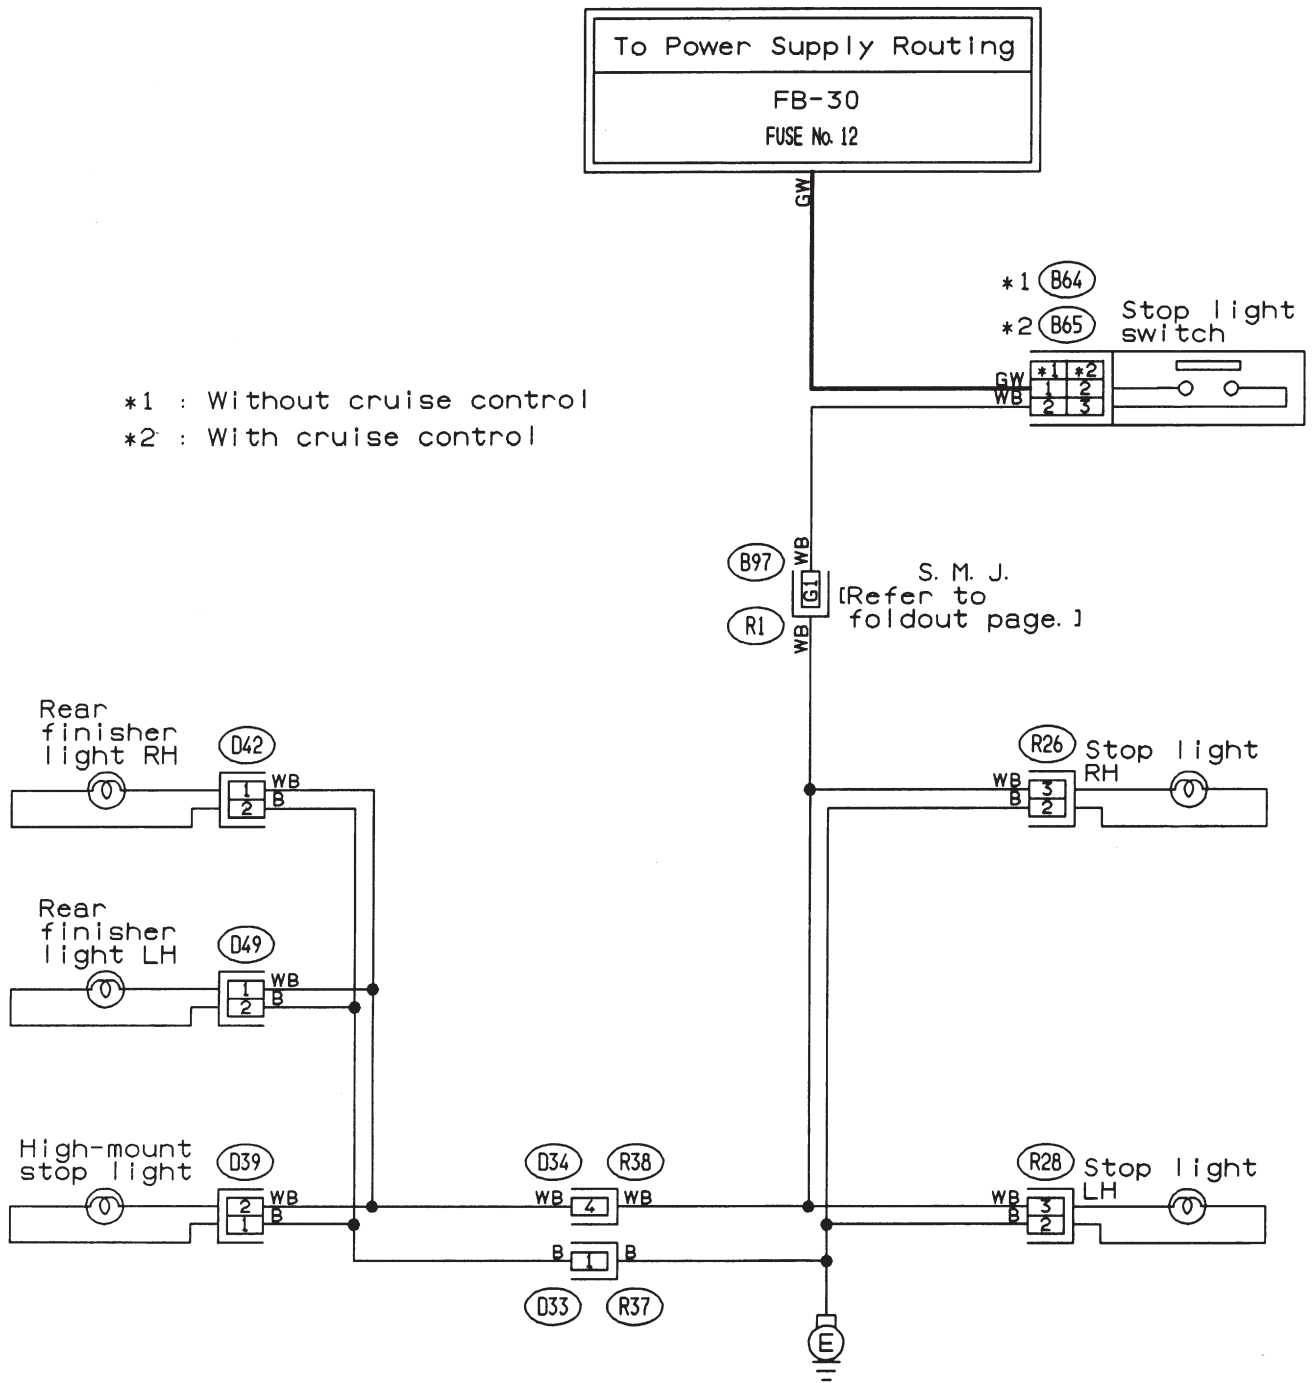 To Power Supply Routing
FB-30
FUSE No. 12
GW
*1 B64
*2 B65
Stop light
switch
*1 *2
GW 1 2
WB 2 3
*1 : Without cruise control
*2 : With cruise control
WB
B97
G1
S. M. J.
[Refer to
foldout page. ]
R1
WB
Rear
finisher
light RH
D42
1 WB
2 B
R26
Stop light
RH
WB 3
B 2
Rear
finisher
light LH
D49
1 WB
2 B
High-mount
stop light
D39
2 WB
1 B
D34 R38
WB 4 WB
B 1 B
D33 R37
R28
Stop light
LH
WB 3
B 2
E